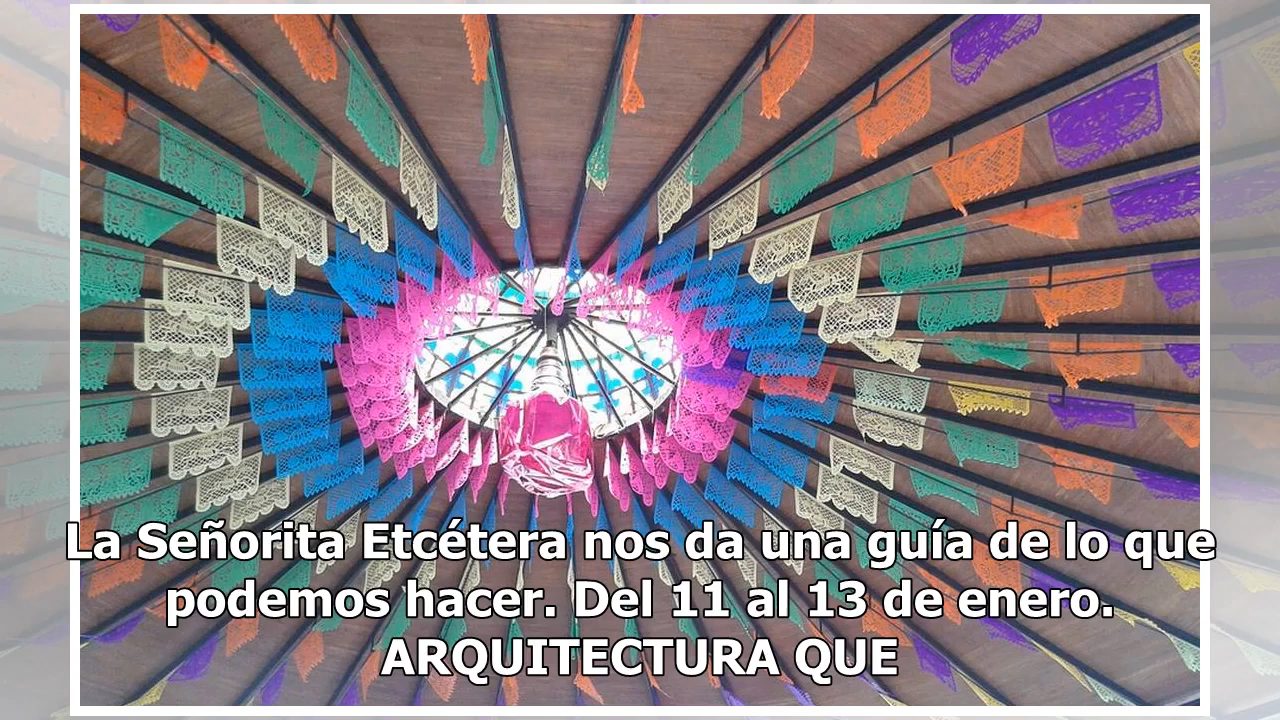 La Señorita Etcétera nos da una guía de lo que
podemos hacer. Del 11 al 13 de enero.
ARQUITECTURA QUE